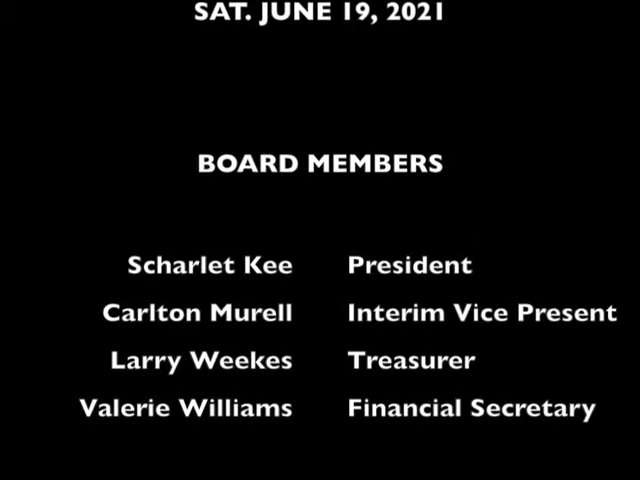 SAT. JUNE 19, 2021
BOARD MEMBERS
Scharlet Kee President
Carlton Murell Interim Vice Present
Larry Weekes Treasurer
Valerie Williams Financial Secretary